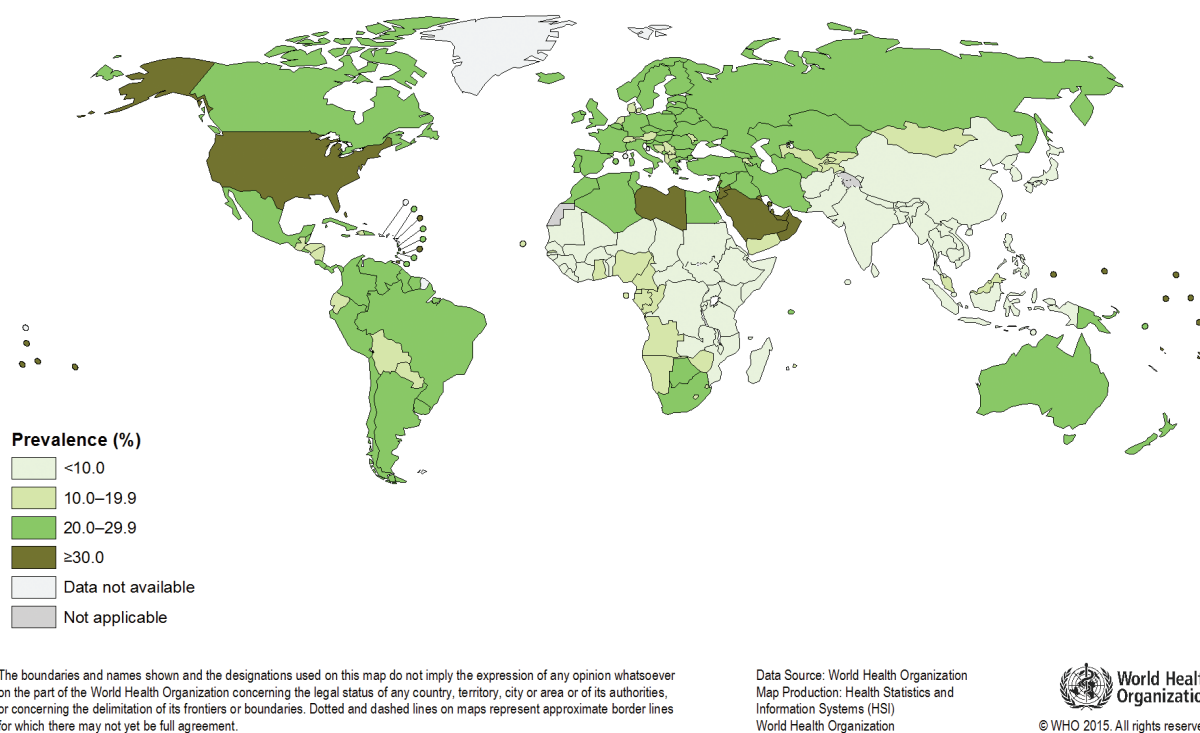 Prevalence (%)
<10.0
10.0–19.9
20.0–29.9
≥30.0
Data not available
Not applicable
The boundaries and names shown and the designations used on this map do not imply the expression of any opinion whatsoever
on the part of the World Health Organization concerning the legal status of any country, territory, city or area or of its authorities,
or concerning the delimitation of its frontiers or boundaries. Dotted and dashed lines on maps represent approximate border lines
for which there may not yet be full agreement.
Data Source: World Health Organization
Map Production: Health Statistics and
Information Systems (HSI)
World Health Organization
World Healt
Organizatio
© WHO 2015. All rights reserve